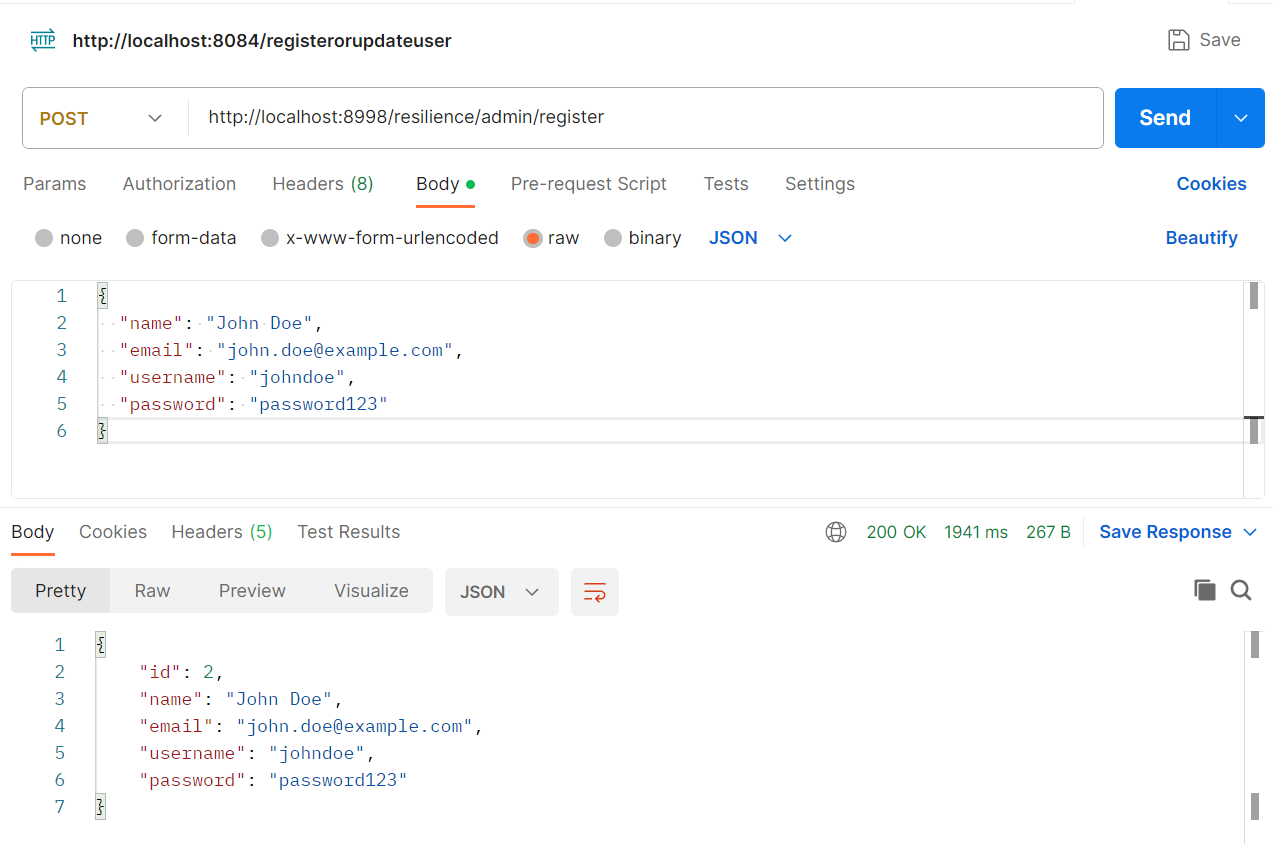 HTTP http://localhost:8084/registerorupdateuser Save
POST http://localhost:8998/resilience/admin/register Send
Params Authorization Headers (8) Body Pre-request Script Tests Settings Cookies
none form-data x-www-form-urlencoded raw binary JSON Beautify
1 {
2 "name": "John Doe",
3 "email": "john.doe@example.com",
4 "username": "johndoe",
5 "password": "password123"
6 }
Body Cookies Headers (5) Test Results 200 OK 1941 ms 267 B Save Response
Pretty Raw Preview Visualize JSON
1 {
2 "id": 2,
3 "name": "John Doe",
4 "email": "john.doe@example.com",
5 "username": "johndoe",
6 "password": "password123"
7 }